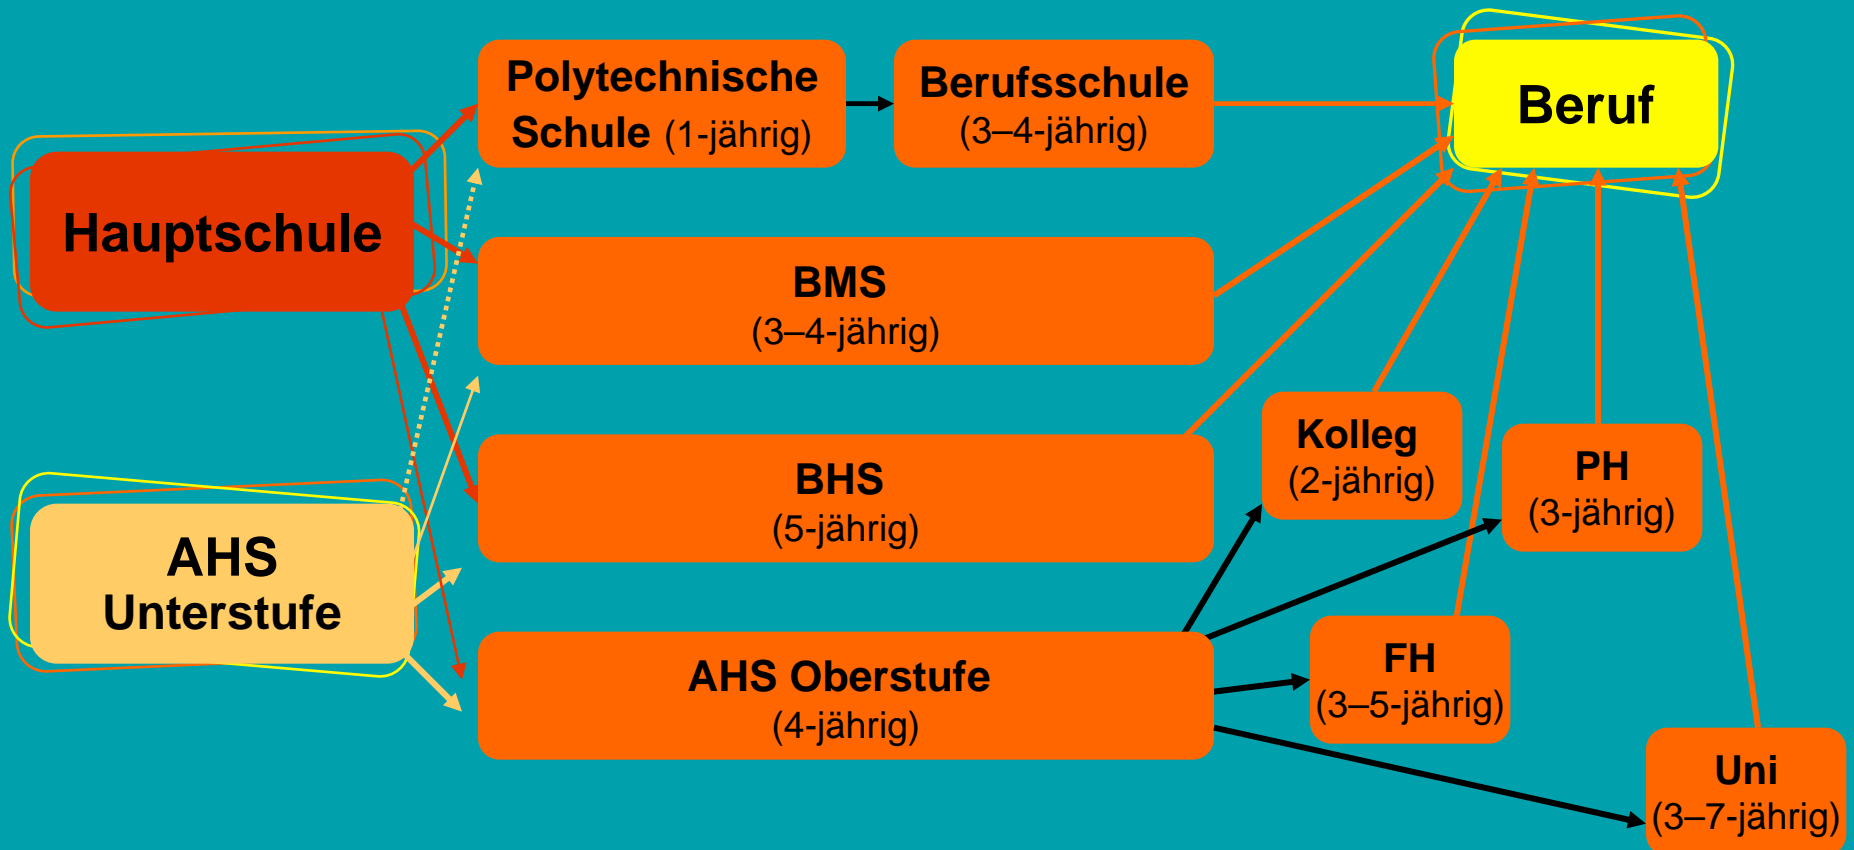 Polytechnische
Schule (1-jährig)
Berufsschule
(3–4-jährig)
Beruf
Hauptschule
BMS
(3–4-jährig)
BHS
(5-jährig)
Kolleg
(2-jährig)
PH
(3-jährig)
AHS
Unterstufe
AHS Oberstufe
(4-jährig)
FH
(3–5-jährig)
Uni
(3–7-jährig)